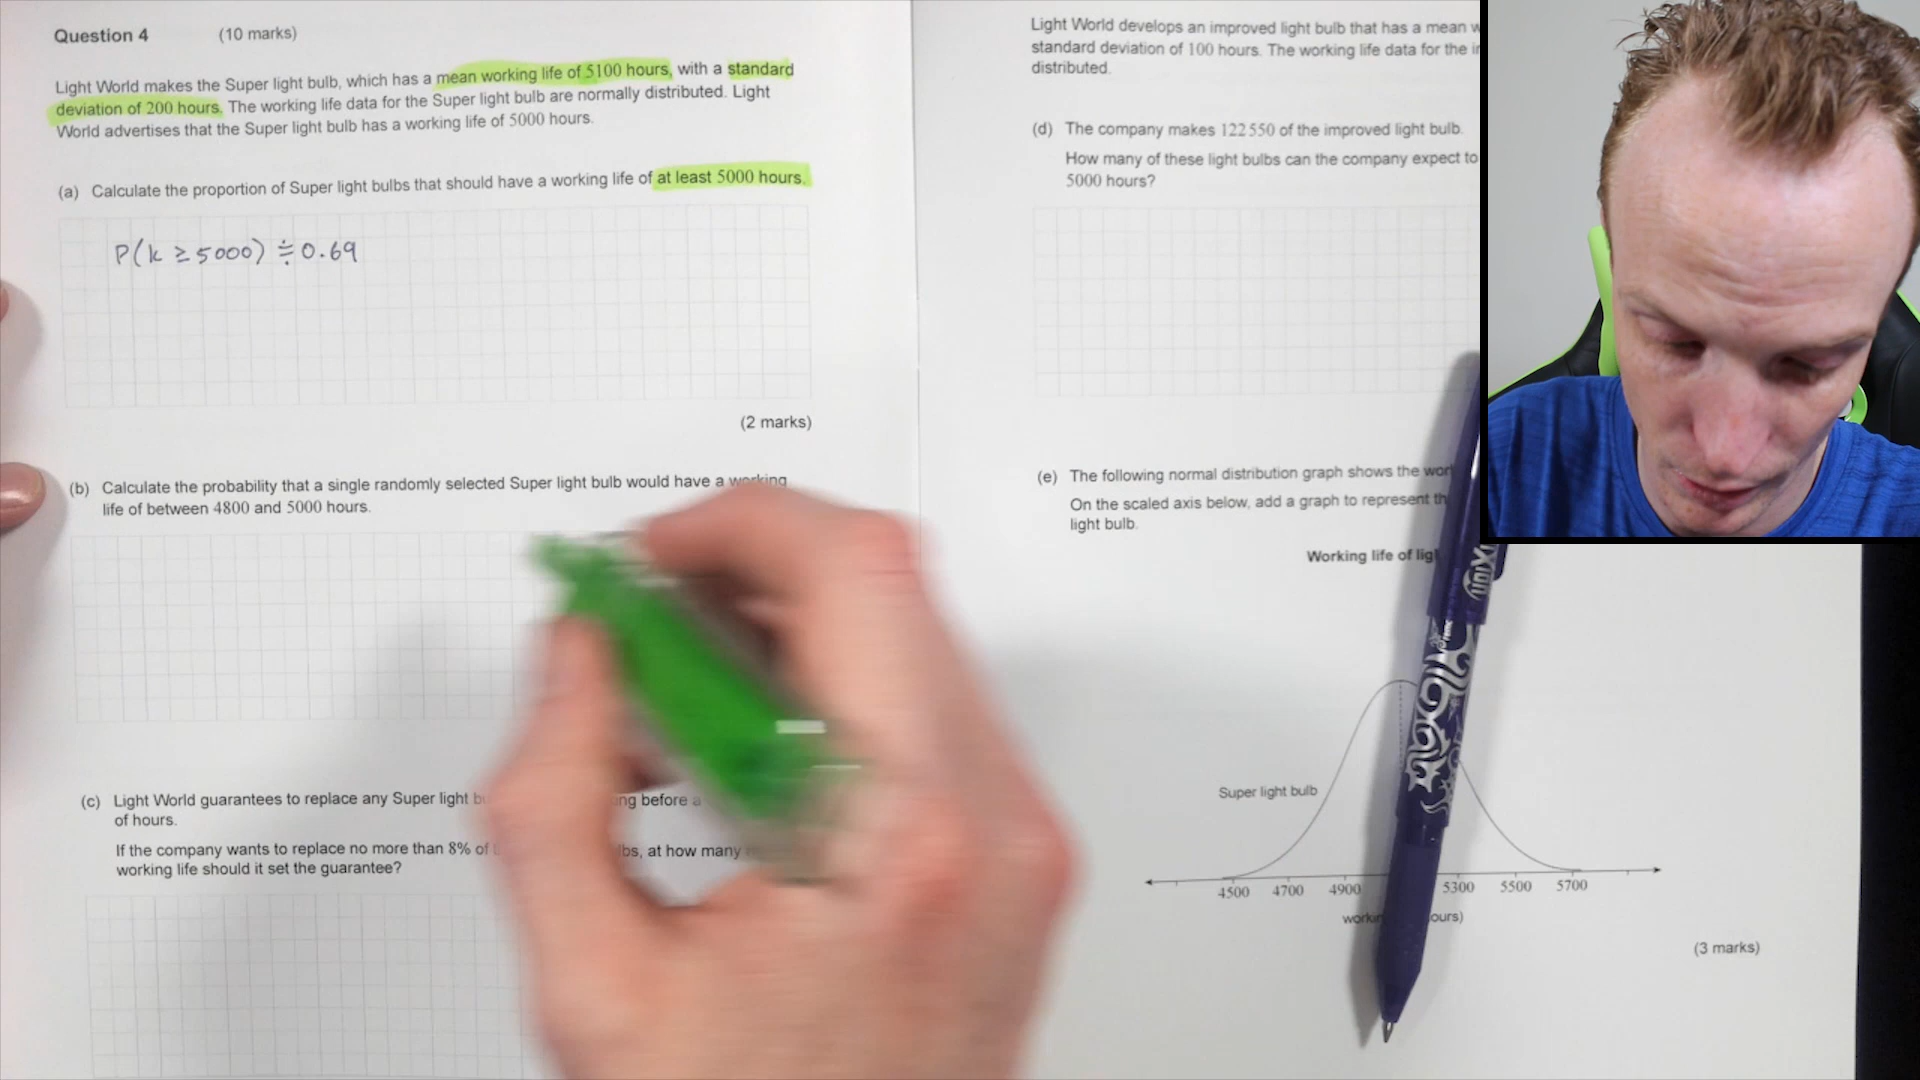 Question 4 (10 marks)
Light World makes the Super light bulb, which has a mean working life of 5100 hours, with a standard
deviation of 200 hours. The working life data for the Super light bulb are normally distributed. Light
World advertises that the Super light bulb has a working life of 5000 hours.
(a) Calculate the proportion of Super light bulbs that should have a working life of at least 5000 hours.
P(k ≥ 5000) ≑ 0.69
(2 marks)
(b) Calculate the probability that a single randomly selected Super light bulb would have a working
life of between 4800 and 5000 hours.
(c) Light World guarantees to replace any Super light before a
of hours.
If the company wants to replace no more than 8% of at how many
working life should it set the guarantee?
Light World develops an improved light bulb that has a mean
standard deviation of 100 hours. The working life data for the
distributed.
(d) The company makes 122 550 of the improved light bulb.
How many of these light bulbs can the company expect to
5000 hours?
(e) The following normal distribution graph shows the
On the scaled axis below, add a graph to represent
light bulb.
Working life of
Super light bulb
4500 4700 4900 5300 5500 5700
(3 marks)